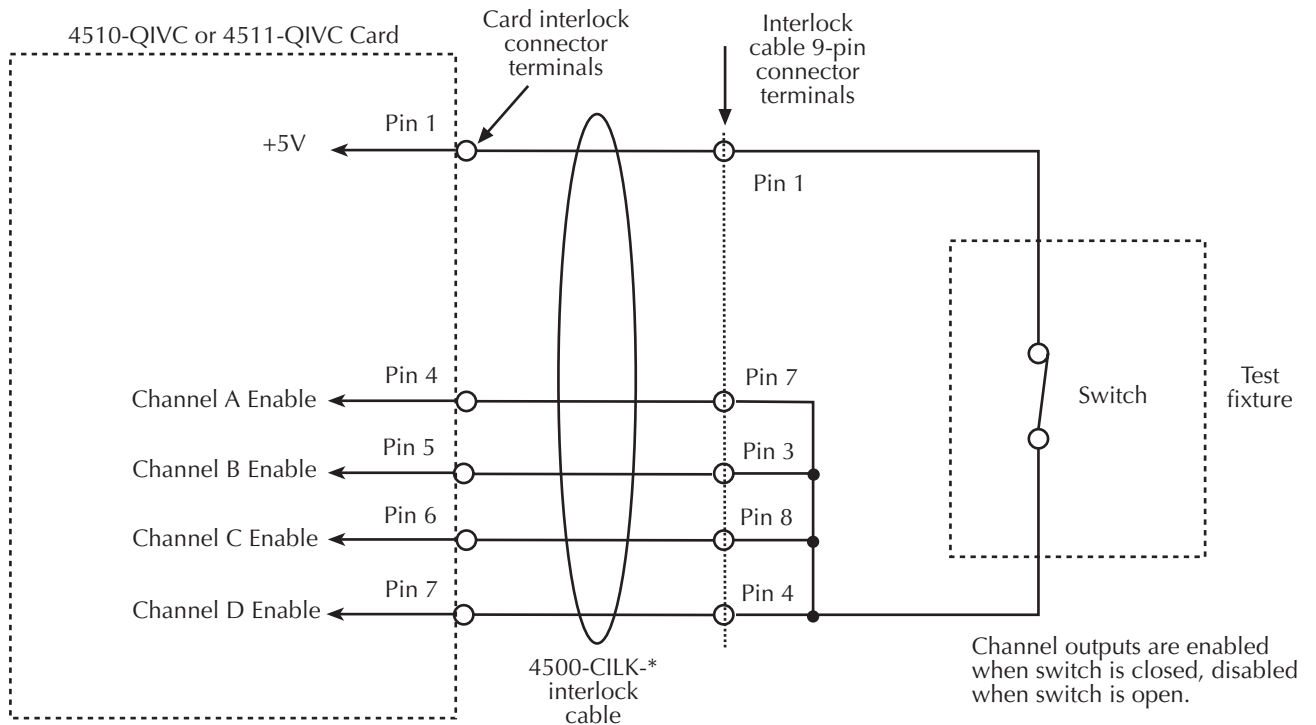 4510-QIVC or 4511-QIVC Card
Card interlock
connector
terminals
Interlock
cable 9-pin
connector
terminals
+5V
Pin 1
Pin 1
Channel A Enable
Pin 4
Pin 7
Channel B Enable
Pin 5
Pin 3
Channel C Enable
Pin 6
Pin 8
Channel D Enable
Pin 7
Pin 4
Switch
Test
fixture
4500-CILK-*
interlock
cable
Channel outputs are enabled
when switch is closed, disabled
when switch is open.